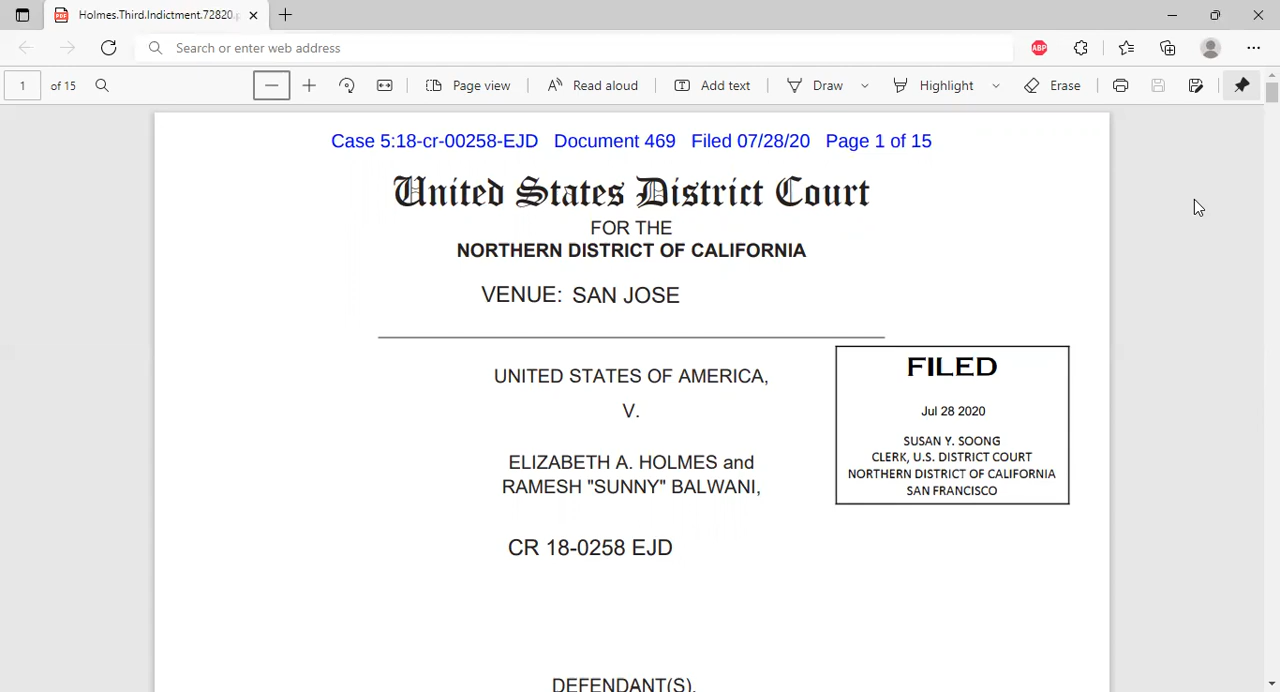 Holmes.Third.Indictment.72820.p
Search or enter web address
ABP
1 of 15
Page view
Read aloud
Add text
Draw
Highlight
Erase
Case 5:18-cr-00258-EJD Document 469 Filed 07/28/20 Page 1 of 15
United States District Court
FOR THE
NORTHERN DISTRICT OF CALIFORNIA
VENUE: SAN JOSE
UNITED STATES OF AMERICA,
V.
ELIZABETH A. HOLMES and
RAMESH "SUNNY" BALWANI,
CR 18-0258 EJD
FILED
Jul 28 2020
SUSAN Y. SOONG
CLERK, U.S. DISTRICT COURT
NORTHERN DISTRICT OF CALIFORNIA
SAN FRANCISCO
DEFENDANT(S).